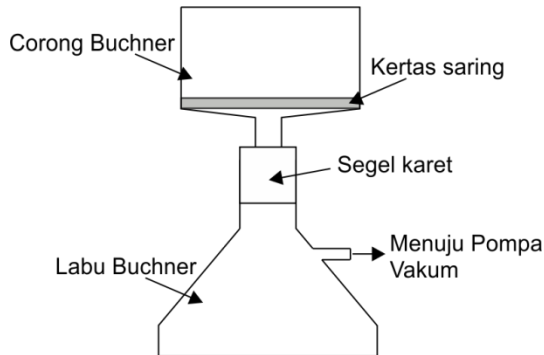 Corong Buchner
Kertas saring
Segel karet
Menuju Pompa
Vakum
Labu Buchner